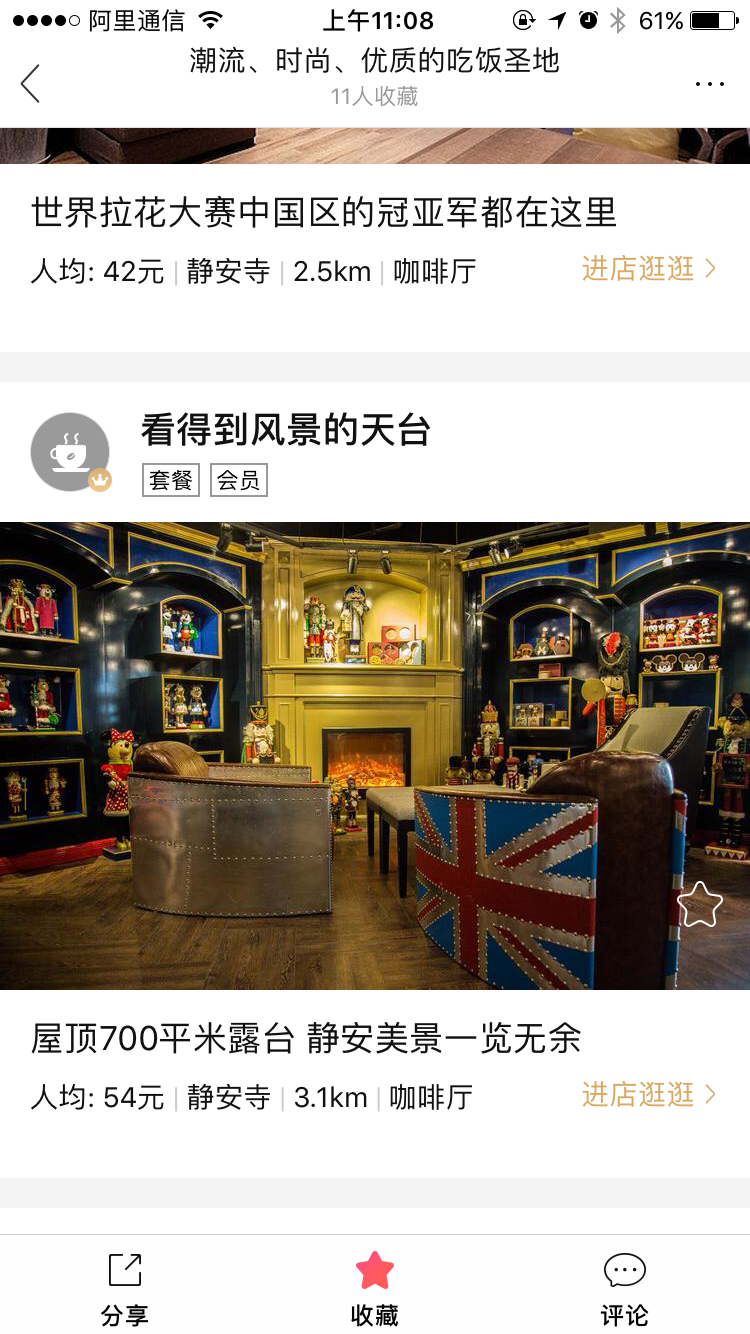 阿里通信 上午11:08 61%
潮流、时尚、优质的吃饭圣地
11人收藏
世界拉花大赛中国区的冠亚军都在这里
人均: 42元 | 静安寺 | 2.5km | 咖啡厅 进店逛逛
看得到风景的天台
套餐 会员
屋顶700平米露台 静安美景一览无余
人均: 54元 | 静安寺 | 3.1km | 咖啡厅 进店逛逛
分享 收藏 评论